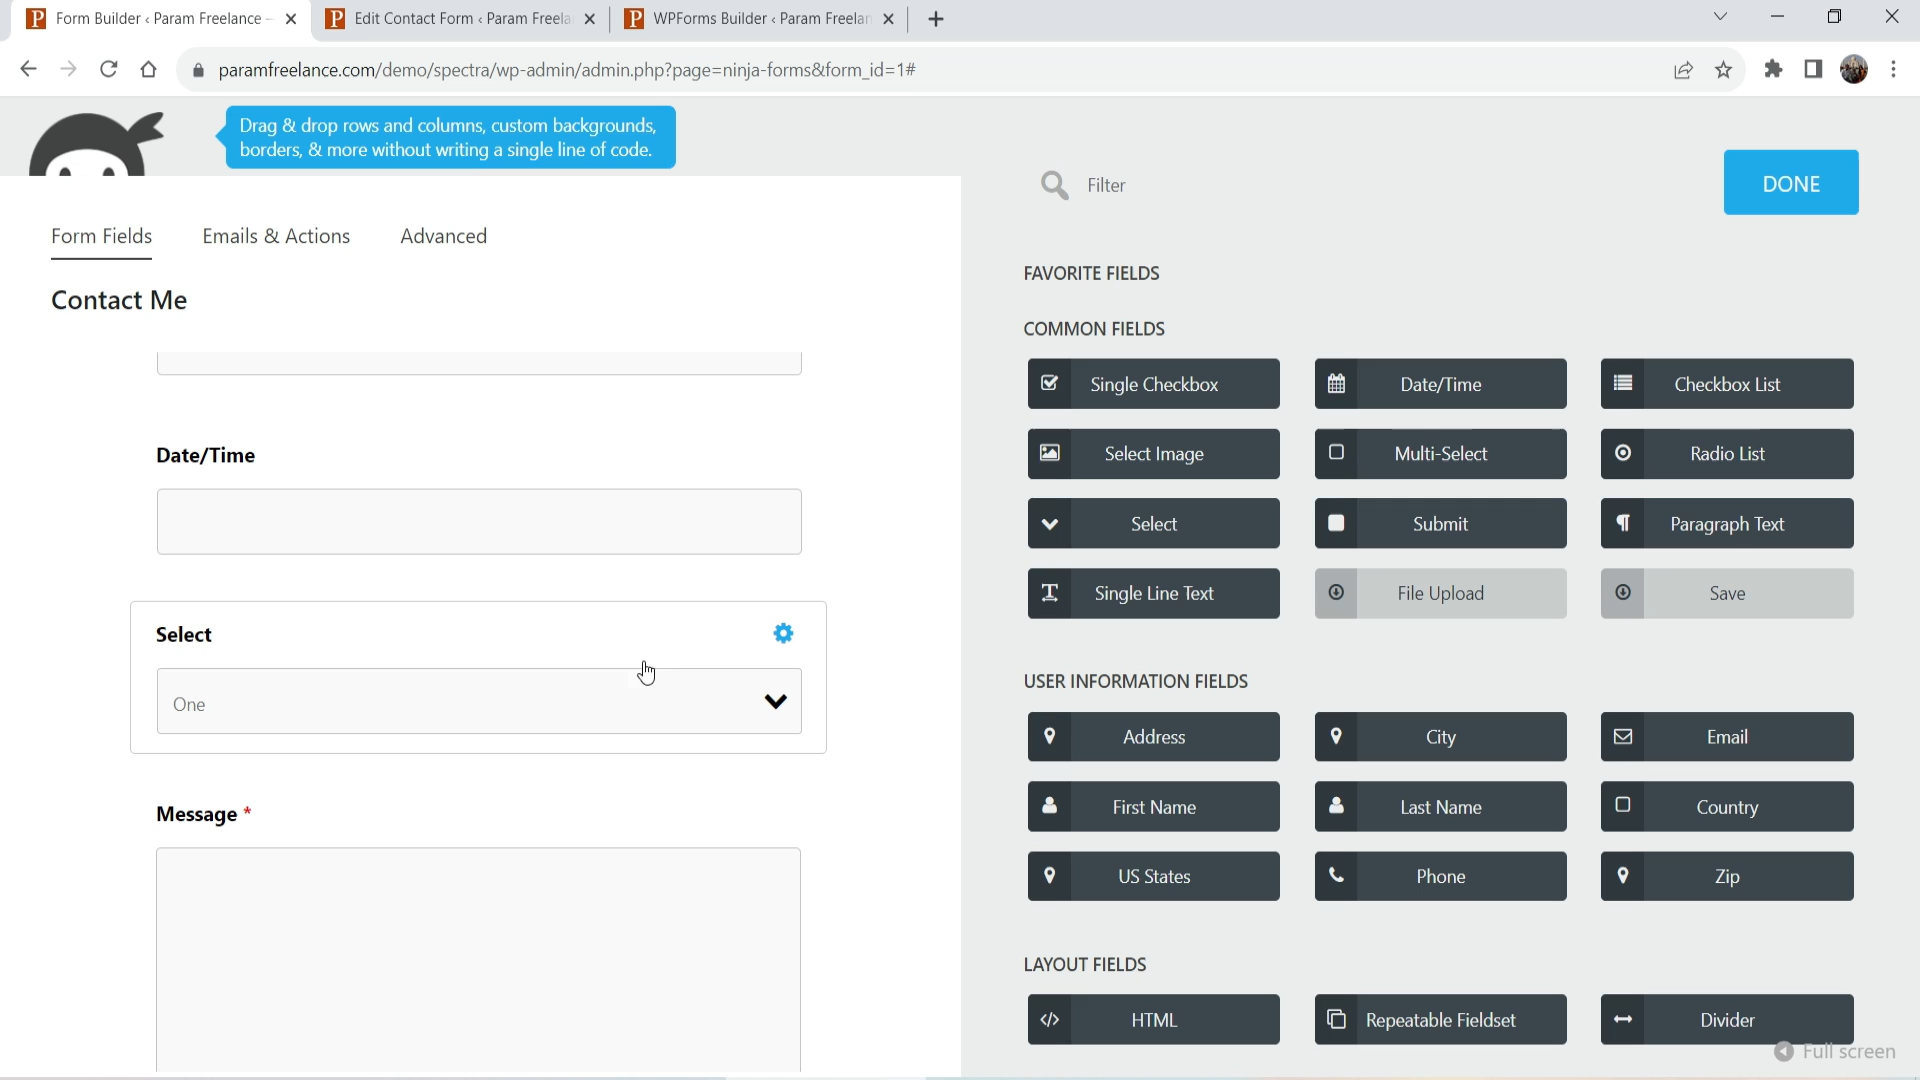 Form Builder ‹ Param Freelance –
Edit Contact Form ‹ Param Freela
WPForms Builder ‹ Param Freelan
paramfreelance.com/demo/spectra/wp-admin/admin.php?page=ninja-forms&form_id=1#
Drag & drop rows and columns, custom backgrounds,
borders, & more without writing a single line of code.
Filter
DONE
Form Fields
Emails & Actions
Advanced
Contact Me
Date/Time
Select
One
Message *
FAVORITE FIELDS
COMMON FIELDS
Single Checkbox
Date/Time
Checkbox List
Select Image
Multi-Select
Radio List
Select
Submit
Paragraph Text
Single Line Text
File Upload
Save
USER INFORMATION FIELDS
Address
City
Email
First Name
Last Name
Country
US States
Phone
Zip
LAYOUT FIELDS
HTML
Repeatable Fieldset
Divider
Full screen